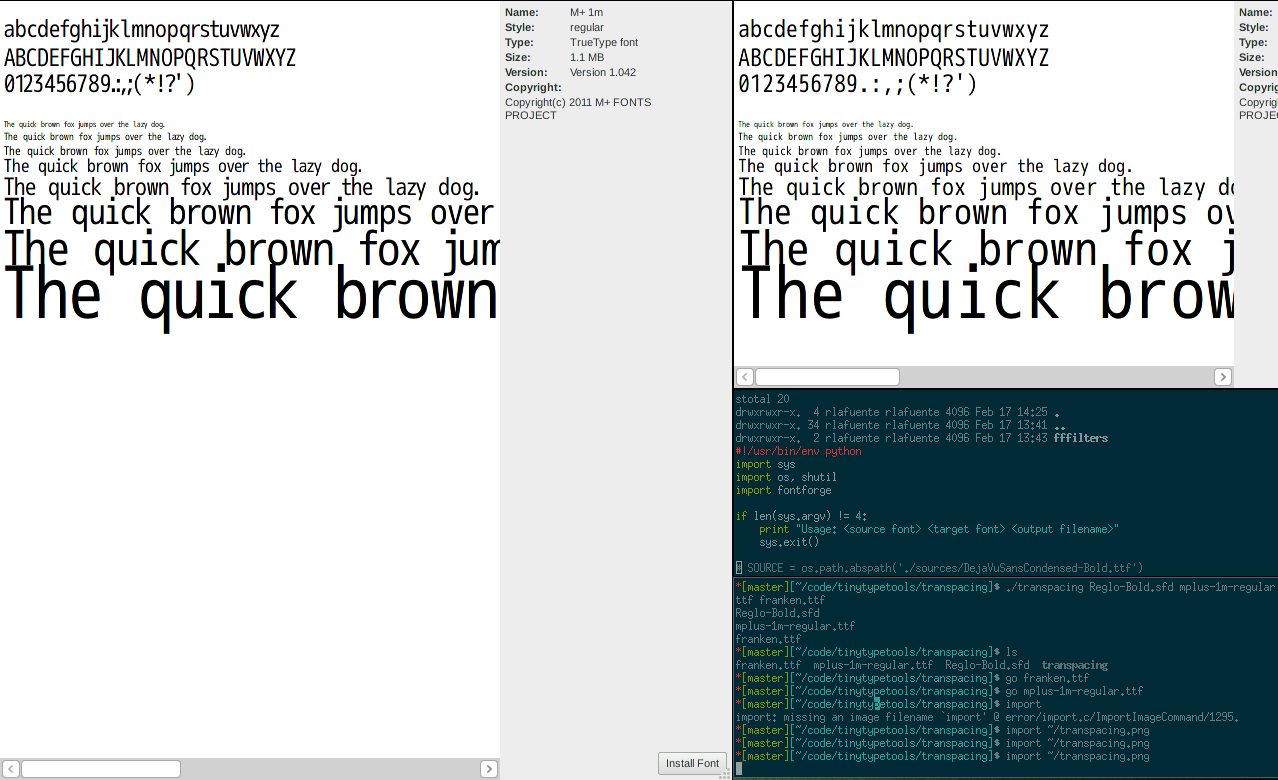 abcdefghijklmnopqrstuvwxyz
ABCDEFGHIJKLMNOPQRSTUVWXYZ
0123456789.:,;(*!?')
The quick brown fox jumps over the lazy dog.
The quick brown fox jumps over the lazy dog.
The quick brown fox jumps over the lazy dog.
The quick brown fox jumps over the lazy dog.
The quick brown fox jumps over the lazy dog.
The quick brown fox jumps over
The quick brown fox jum
The quick brown
Name: M+ 1m
Style: regular
Type: TrueType font
Size: 1.1 MB
Version: Version 1.042
Copyright:
Copyright(c) 2011 M+ FONTS
PROJECT
Install Font
abcdefghijklmnopqrstuvwxyz
ABCDEFGHIJKLMNOPQRSTUVWXYZ
0123456789.:,;(*!?')
The quick brown fox jumps over the lazy dog.
The quick brown fox jumps over the lazy dog.
The quick brown fox jumps over the lazy dog.
The quick brown fox jumps over the lazy dog.
The quick brown fox jumps over the lazy do
The quick brown fox jumps ov
The quick brown fox j
The quick brow
Name:
Style:
Type:
Size:
Version
Copyrig
Copyrig
PROJEC
stotal 20
drwxrwxr-x.  4 rlafuente rlafuente 4096 Feb 17 14:25 .
drwxrwxr-x. 34 rlafuente rlafuente 4096 Feb 17 13:41 ..
drwxrwxr-x.  2 rlafuente rlafuente 4096 Feb 17 13:43 fffilters
#!/usr/bin/env python
import sys
import os, shutil
import fontforge
if len(sys.argv) != 4:
    print "Usage: <source font> <target font> <output filename>"
    sys.exit()
# SOURCE = os.path.abspath('./sources/DejaVuSansCondensed-Bold.ttf')
*[master][~/code/tinytypetools/transpacing]$ ./transpacing Reglo-Bold.sfd mplus-1m-regular
ttf franken.ttf
Reglo-Bold.sfd
mplus-1m-regular.ttf
franken.ttf
*[master][~/code/tinytypetools/transpacing]$ ls
franken.ttf  mplus-1m-regular.ttf  Reglo-Bold.sfd  transpacing
*[master][~/code/tinytypetools/transpacing]$ go franken.ttf
*[master][~/code/tinytypetools/transpacing]$ go mplus-1m-regular.ttf
*[master][~/code/tinytypetools/transpacing]$ import
import: missing an image filename `import' @ error/import.c/ImportImageCommand/1295.
*[master][~/code/tinytypetools/transpacing]$ import ~/transpacing.png
*[master][~/code/tinytypetools/transpacing]$ import ~/transpacing.png
*[master][~/code/tinytypetools/transpacing]$ import ~/transpacing.png